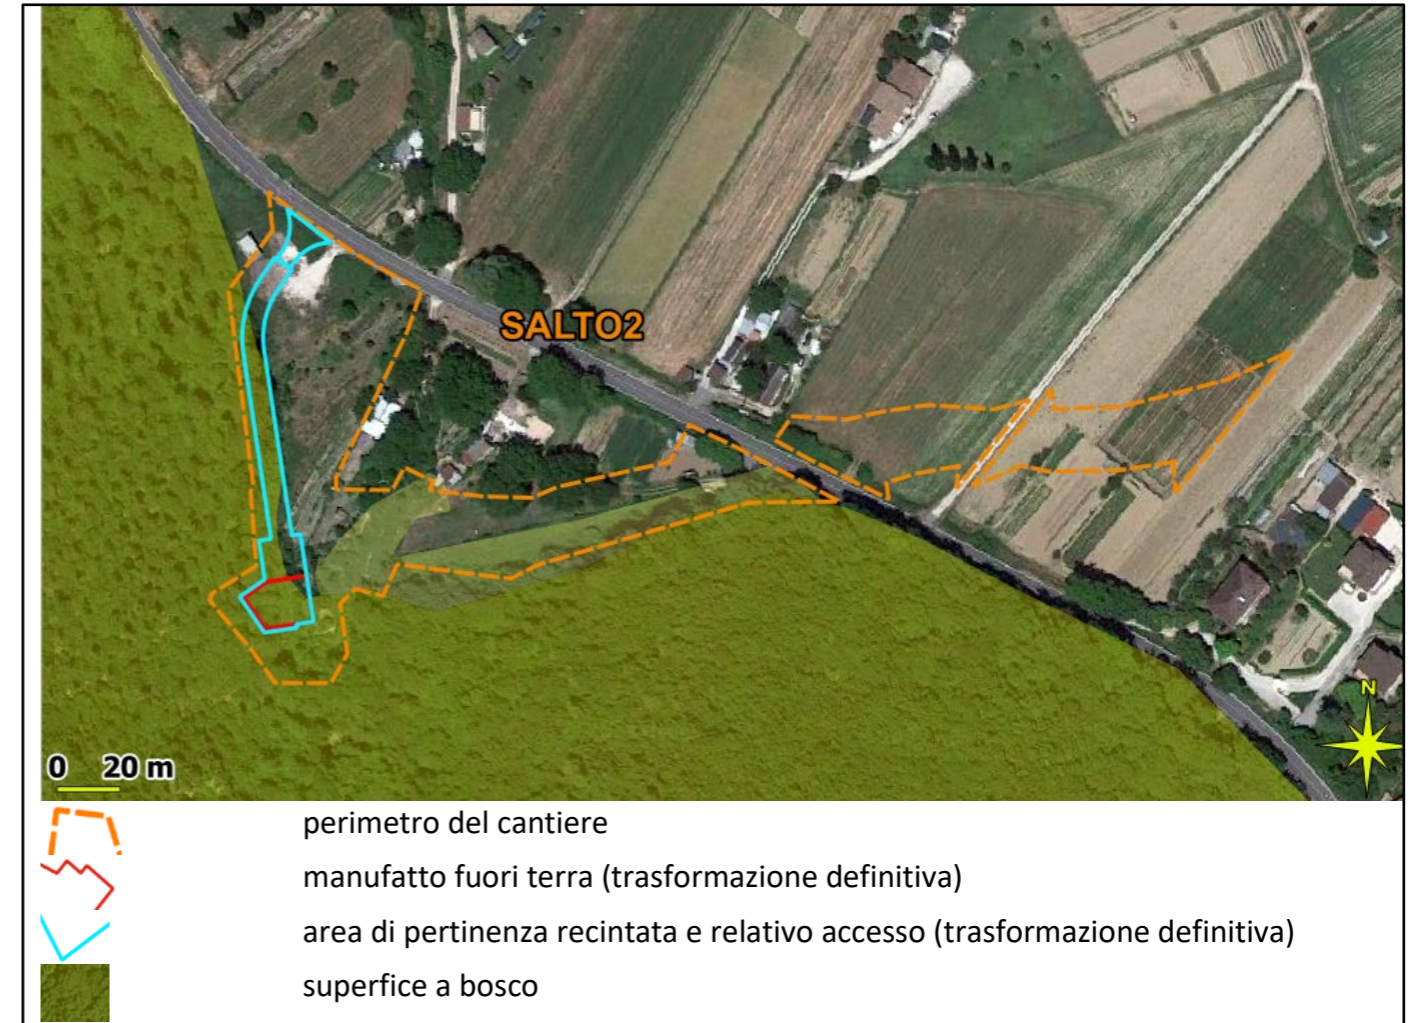 SALTO2
N
0 20 m
perimetro del cantiere
manufatto fuori terra (trasformazione definitiva)
area di pertinenza recintata e relativo accesso (trasformazione definitiva)
superfice a bosco